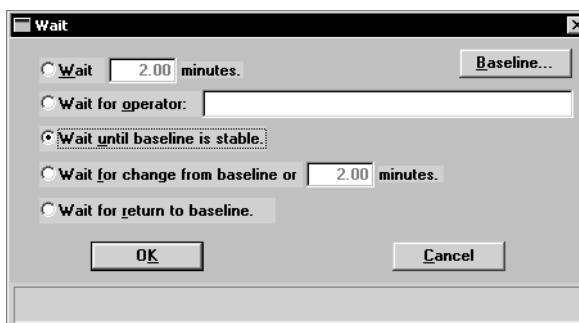 Wait
Wait 2.00 minutes.
Baseline...
Wait for operator:
Wait until baseline is stable.
Wait for change from baseline or 2.00 minutes.
Wait for return to baseline.
OK Cancel